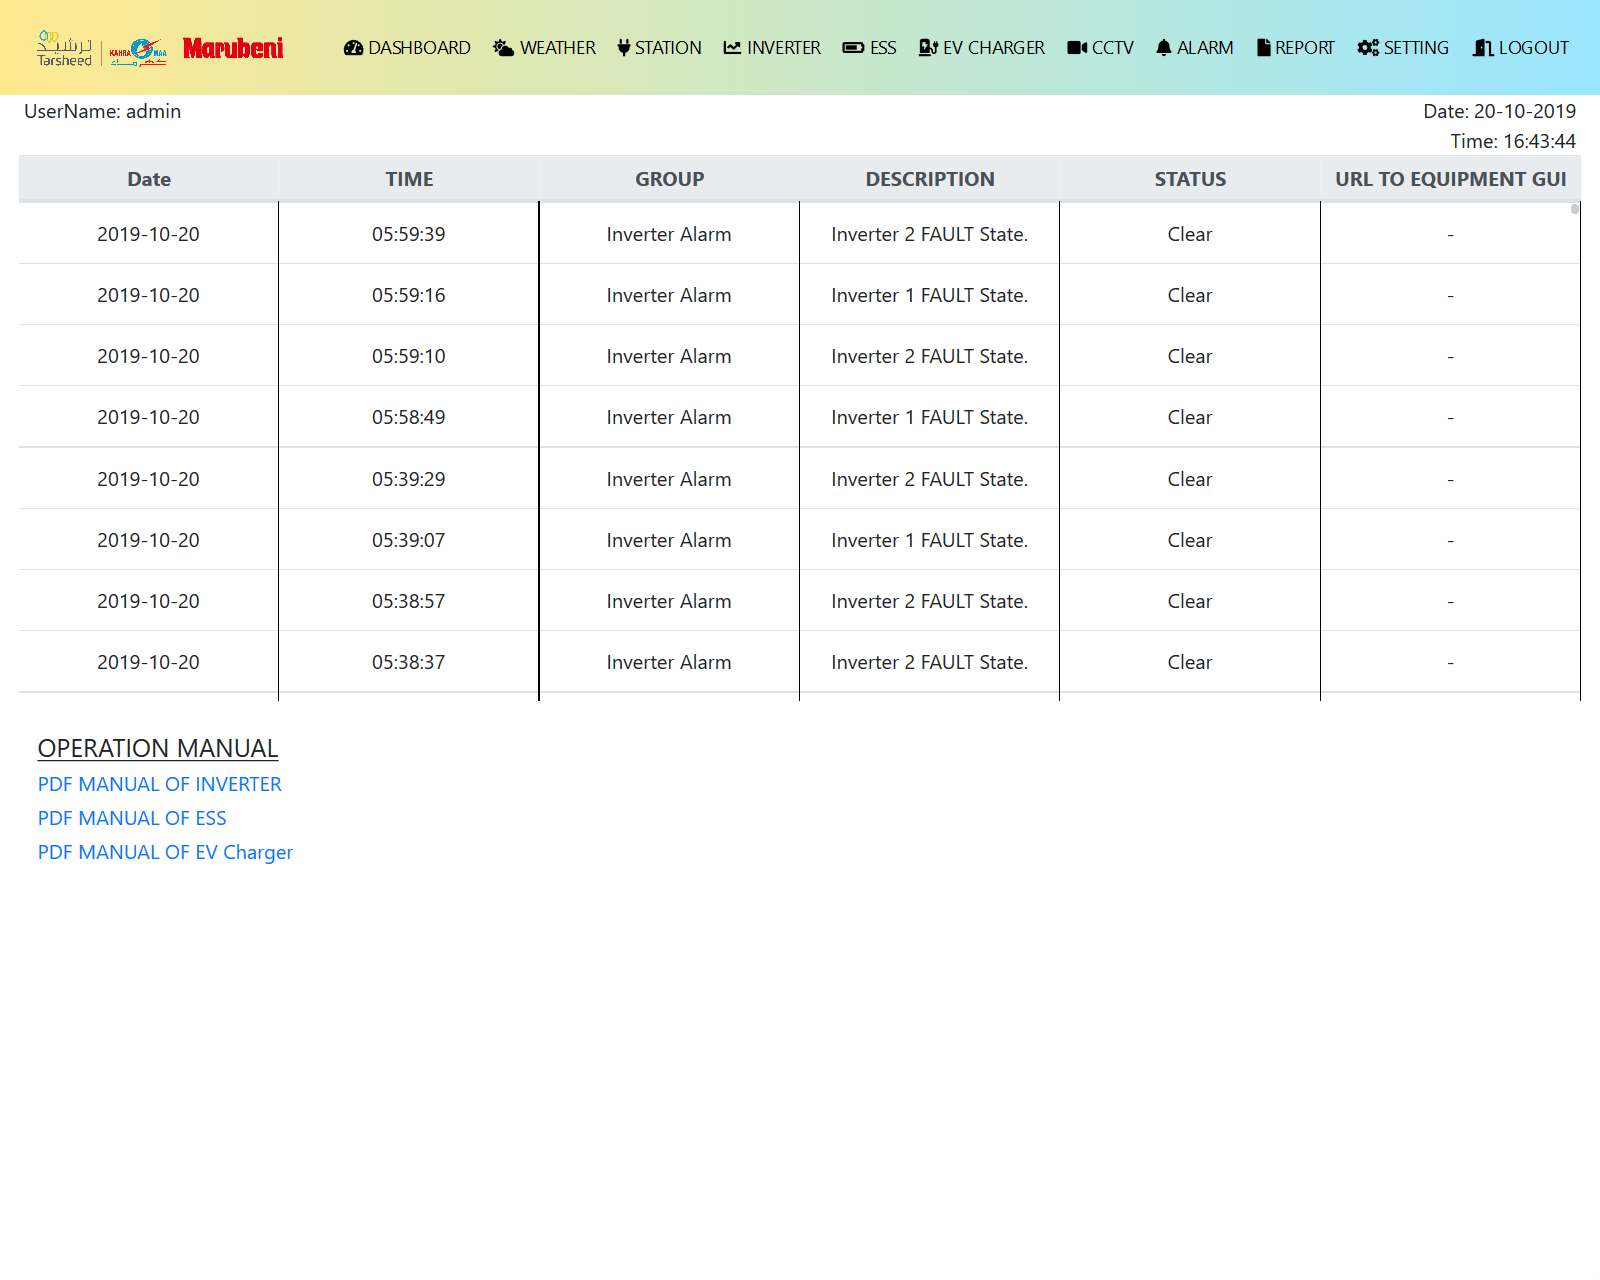 ترشيد
Tarsheed
KAHRA MAA
كهرماء
Marubeni
DASHBOARD WEATHER STATION INVERTER ESS EV CHARGER CCTV ALARM REPORT SETTING LOGOUT
UserName: admin
Date: 20-10-2019
Time: 16:43:44
Date TIME GROUP DESCRIPTION STATUS URL TO EQUIPMENT GUI
2019-10-20 05:59:39 Inverter Alarm Inverter 2 FAULT State. Clear -
2019-10-20 05:59:16 Inverter Alarm Inverter 1 FAULT State. Clear -
2019-10-20 05:59:10 Inverter Alarm Inverter 2 FAULT State. Clear -
2019-10-20 05:58:49 Inverter Alarm Inverter 1 FAULT State. Clear -
2019-10-20 05:39:29 Inverter Alarm Inverter 2 FAULT State. Clear -
2019-10-20 05:39:07 Inverter Alarm Inverter 1 FAULT State. Clear -
2019-10-20 05:38:57 Inverter Alarm Inverter 2 FAULT State. Clear -
2019-10-20 05:38:37 Inverter Alarm Inverter 2 FAULT State. Clear -
OPERATION MANUAL
PDF MANUAL OF INVERTER
PDF MANUAL OF ESS
PDF MANUAL OF EV Charger